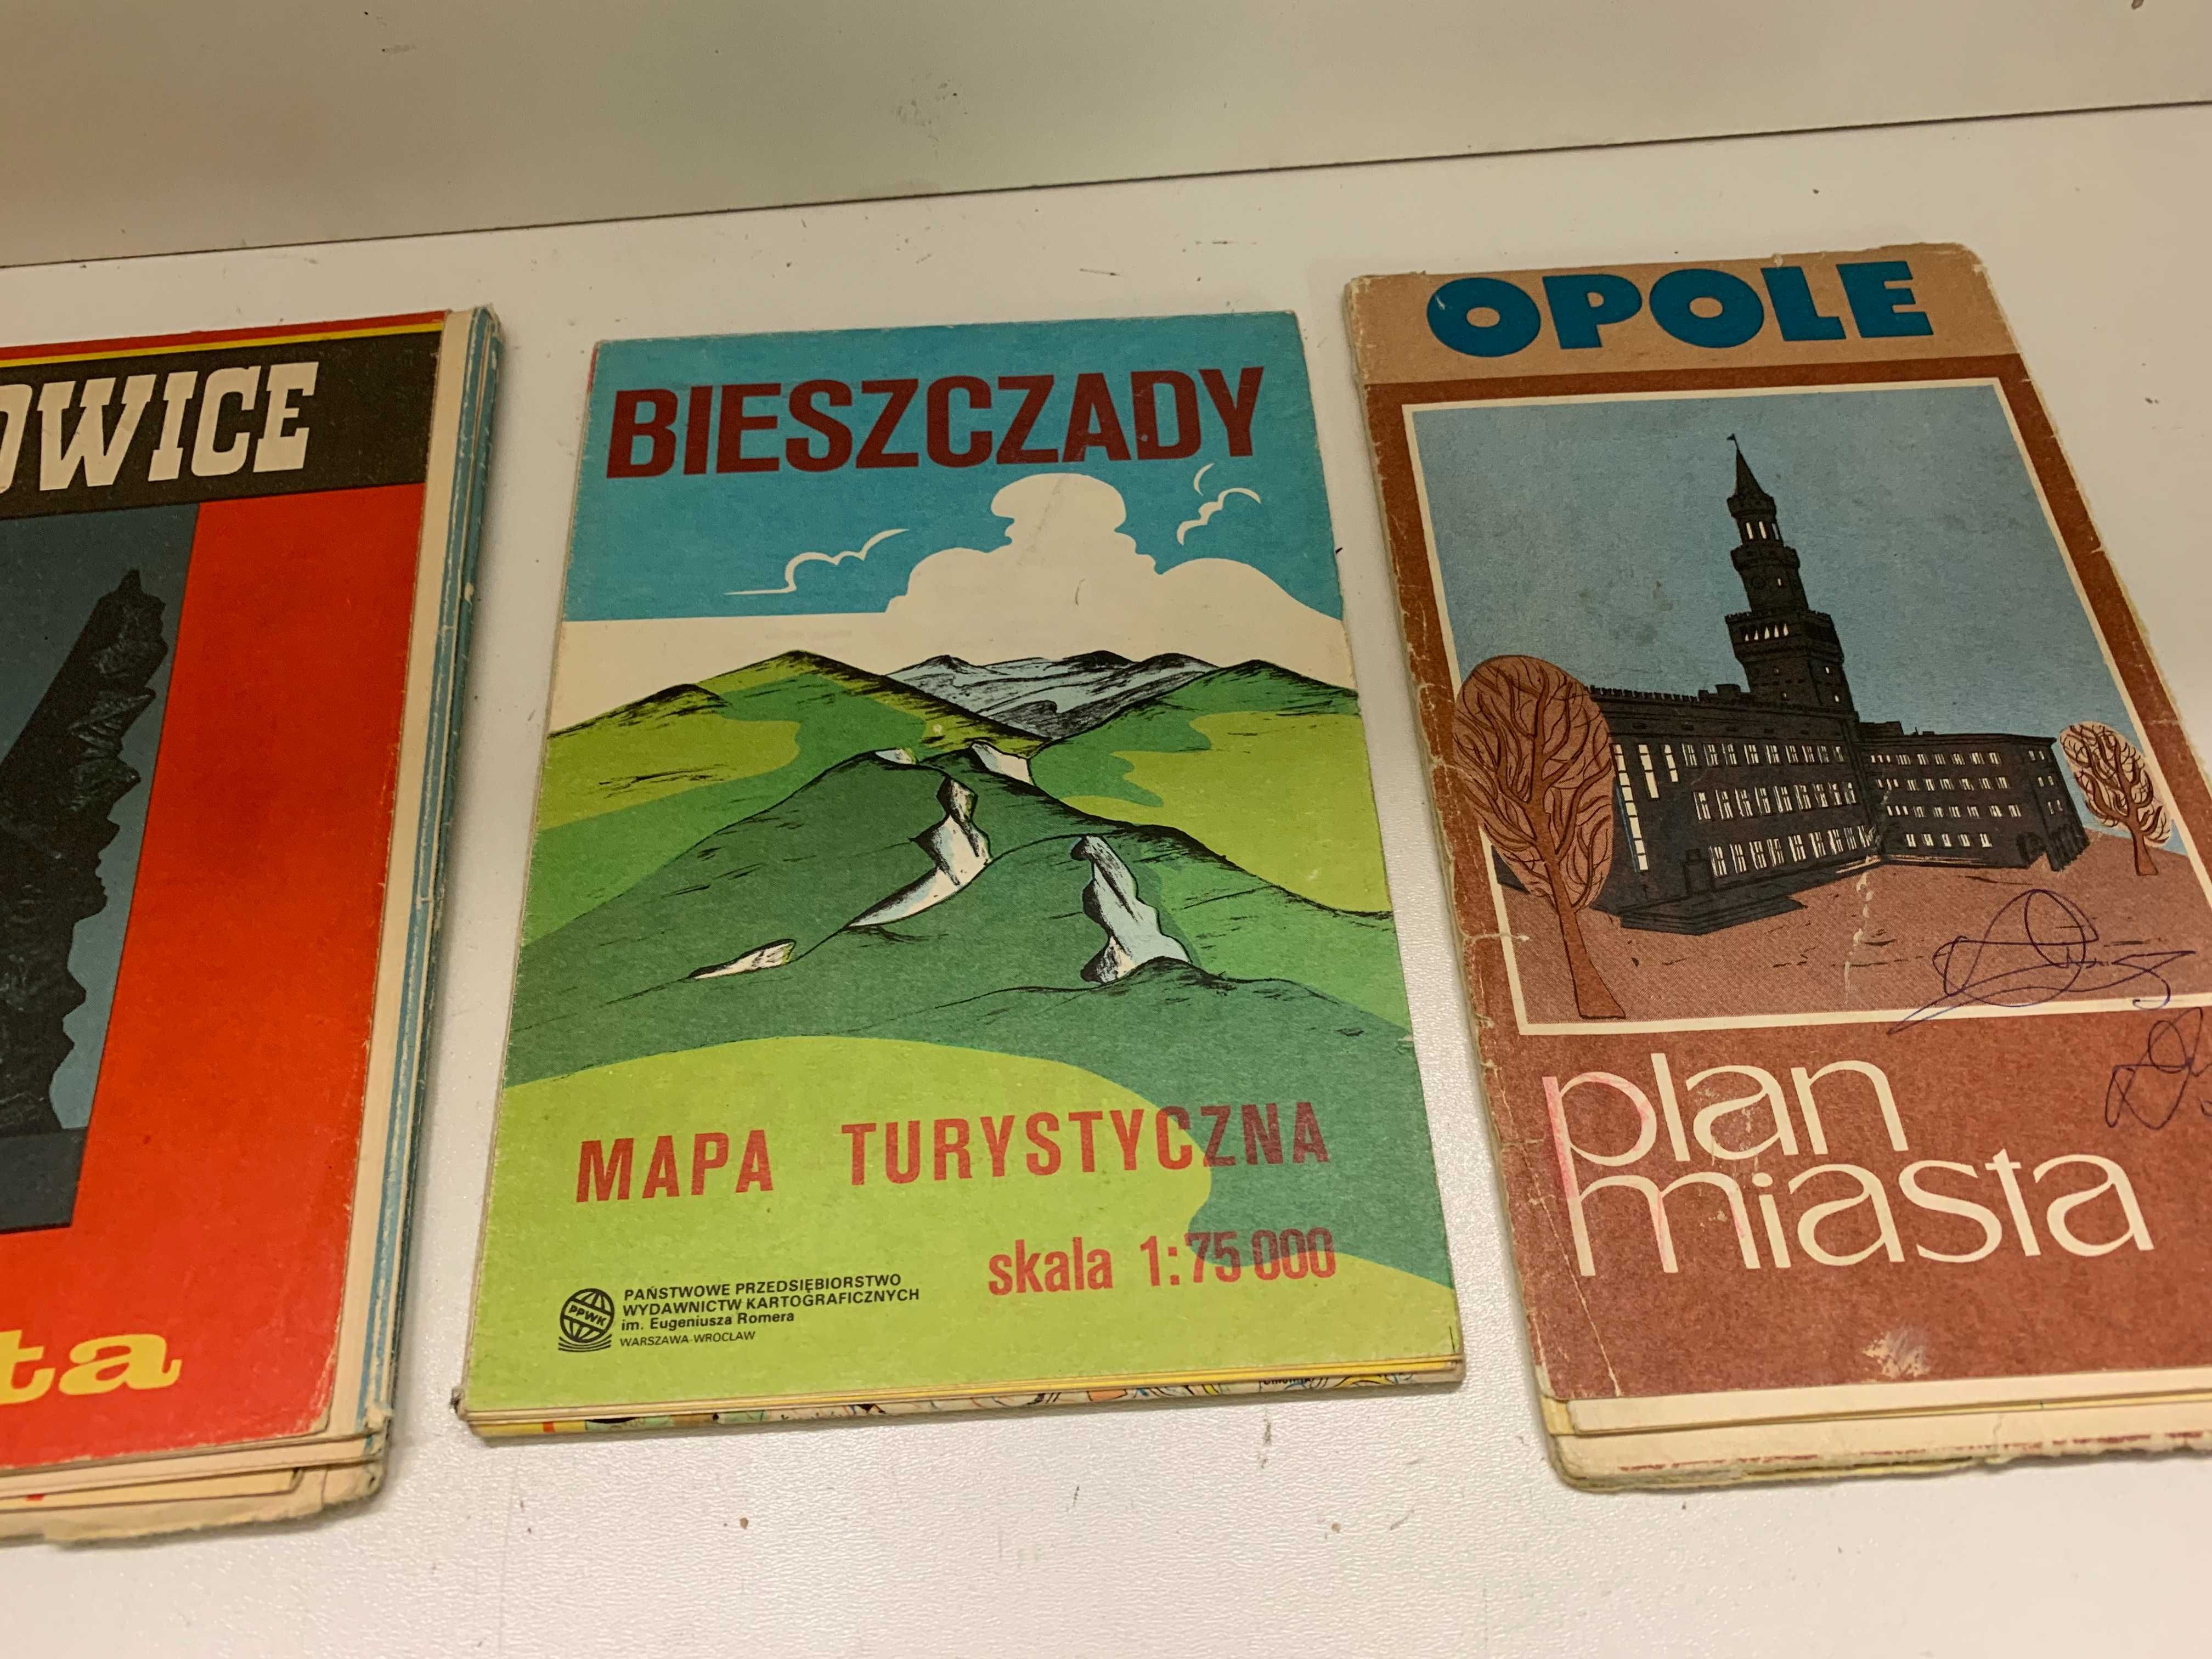 OWICE
ta
BIESZCZADY
MAPA TURYSTYCZNA
skala 1:75 000
PPWK
PAŃSTWOWE PRZEDSIĘBIORSTWO
WYDAWNICTW KARTOGRAFICZNYCH
im. Eugeniusza Romera
WARSZAWA-WROCŁAW
OPOLE
plan
miasta